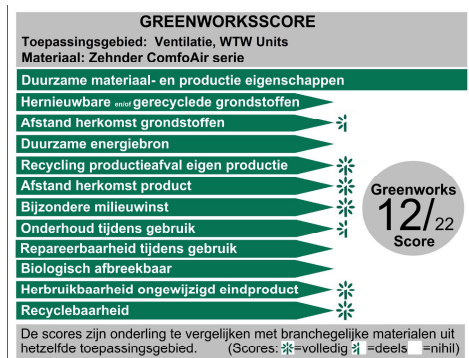 GREENWORKSSCORE
Toepassingsgebied: Ventilatie, WTW Units
Materiaal: Zehnder ComfoAir serie
Duurzame materiaal- en productie eigenschappen
Hernieuwbare en/of gerecyclede grondstoffen
Afstand herkomst grondstoffen
Duurzame energiebron
Recycling productieafval eigen productie
Afstand herkomst product
Bijzondere milieuwinst
Onderhoud tijdens gebruik
Repareerbaarheid tijdens gebruik
Biologisch afbreekbaar
Herbruikbaarheid ongewijzigd eindproduct
Recyclebaarheid
Greenworks
12/22
Score
De scores zijn onderling te vergelijken met branchegelijke materialen uit
hetzelfde toepassingsgebied. (Scores: =volledig =deels =nihil)